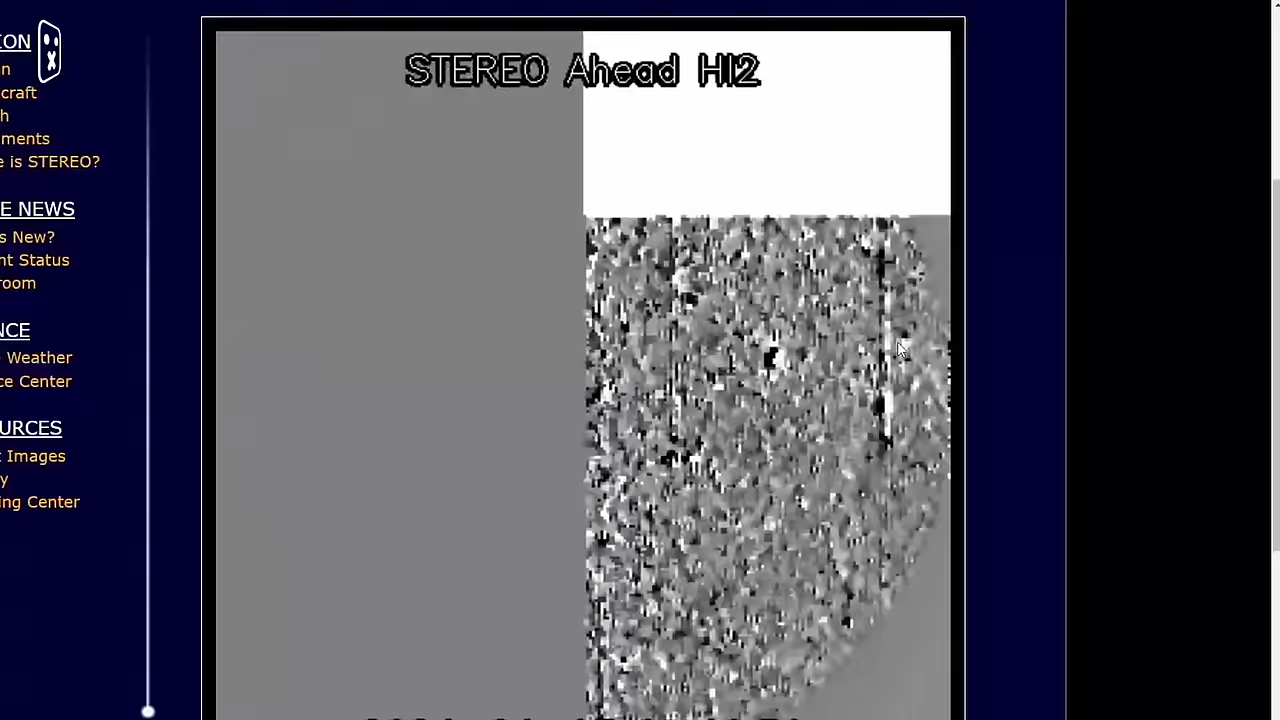 STEREO Ahead HI2
ION
n
craft
h
ments
e is STEREO?
E NEWS
s New?
nt Status
room
NCE
Weather
ce Center
URCES
t Images
y
ing Center